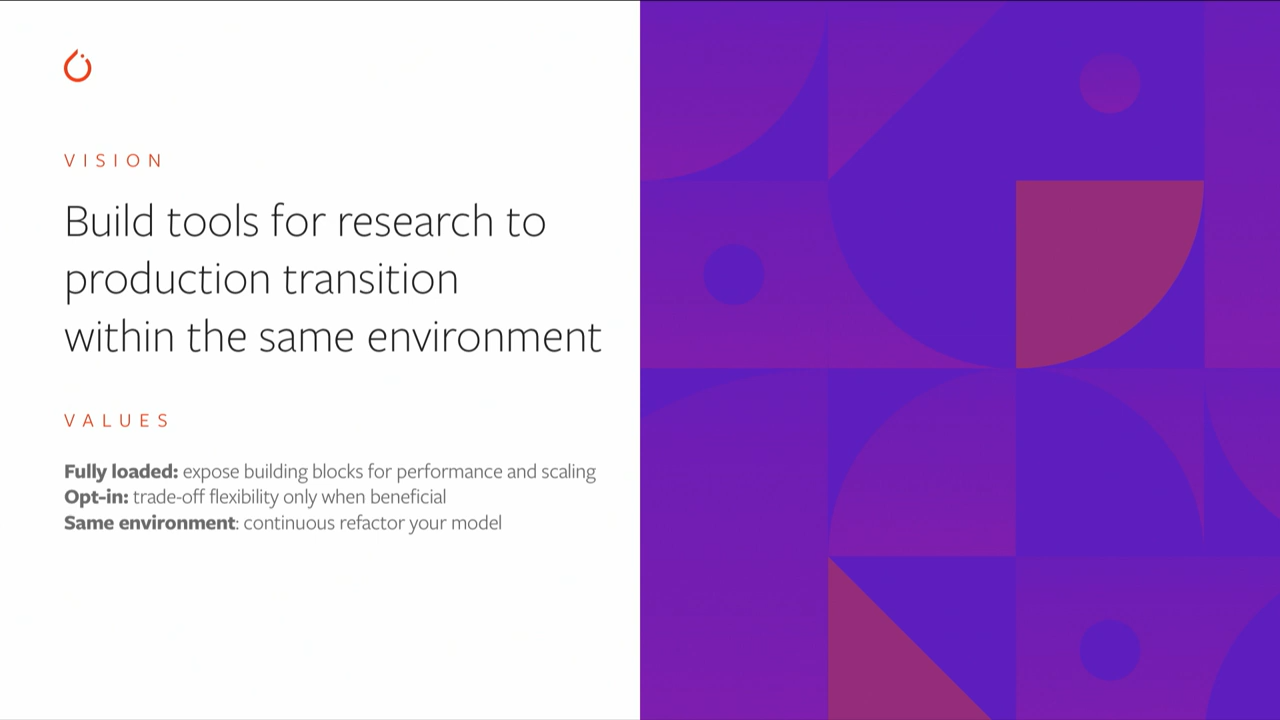 VISION
Build tools for research to
production transition
within the same environment
VALUES
Fully loaded: expose building blocks for performance and scaling
Opt-in: trade-off flexibility only when beneficial
Same environment: continuous refactor your model